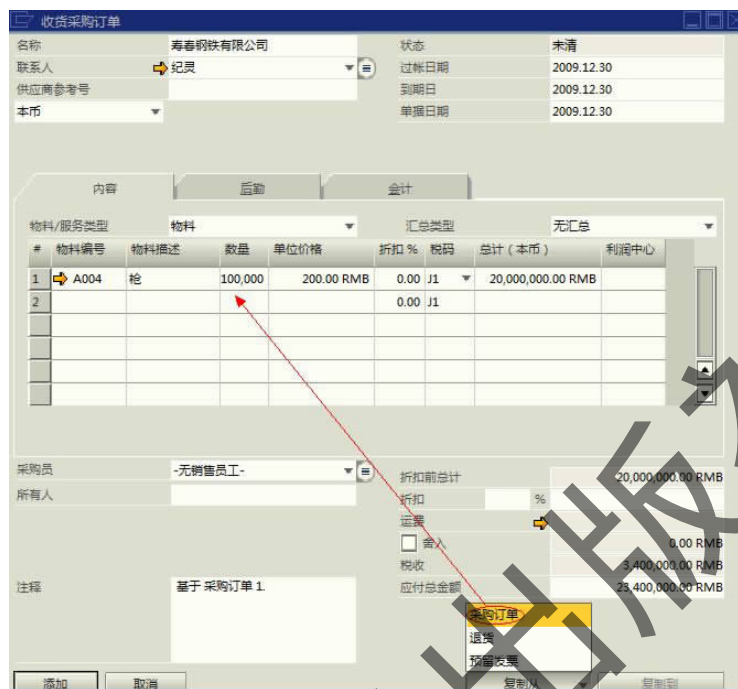 收货采购订单
名称 寿春钢铁有限公司 状态 未清
联系人 纪灵 过帐日期 2009.12.30
供应商参考号 到期日 2009.12.30
本币 单据日期 2009.12.30
内容 后勤 会计
物料/服务类型 物料 汇总类型 无汇总
# 物料编号 物料描述 数量 单位价格 折扣 % 税码 总计（本币） 利润中心
1 A004 枪 100,000 200.00 RMB 0.00 J1 20,000,000.00 RMB
2 0.00 J1
采购员 -无销售员工- 折扣前总计 20,000,000.00 RMB
所有人 折扣 %
运费
舍入 0.00 RMB
税收 3,400,000.00 RMB
注释 基于 采购订单 1. 应付总金额 23,400,000.00 RMB
采购订单
退货
预留发票
添加 取消 复制从 复制到